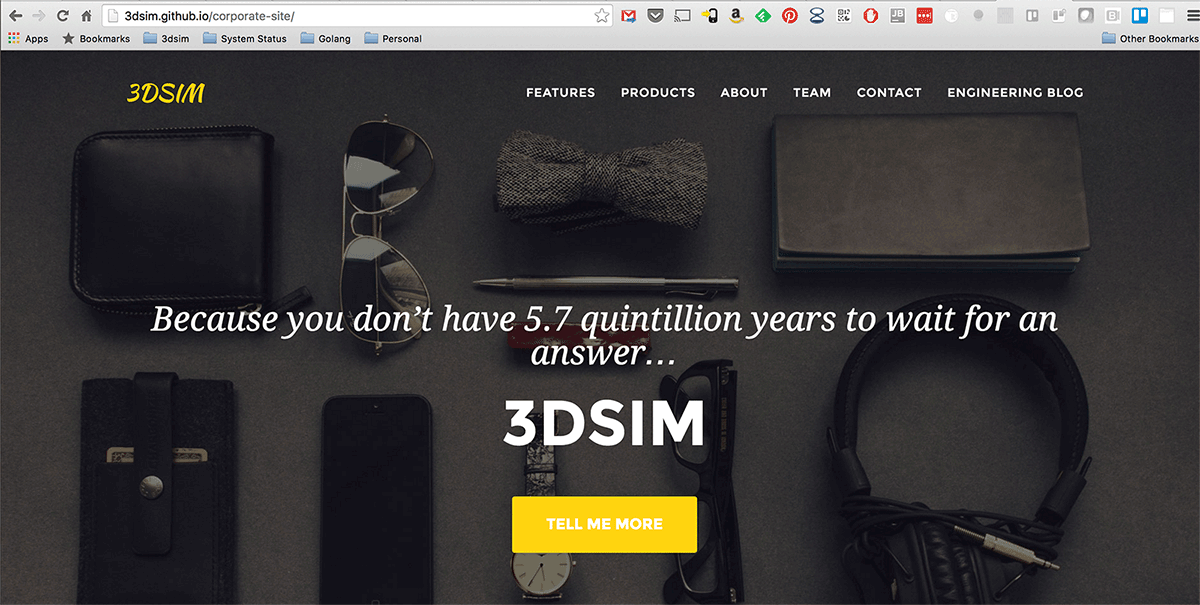 3dsim.github.io/corporate-site/
Apps Bookmarks 3dsim System Status Golang Personal Other Bookmarks
3DSIM FEATURES PRODUCTS ABOUT TEAM CONTACT ENGINEERING BLOG
Because you don’t have 5.7 quintillion years to wait for an
answer…
3DSIM
TELL ME MORE